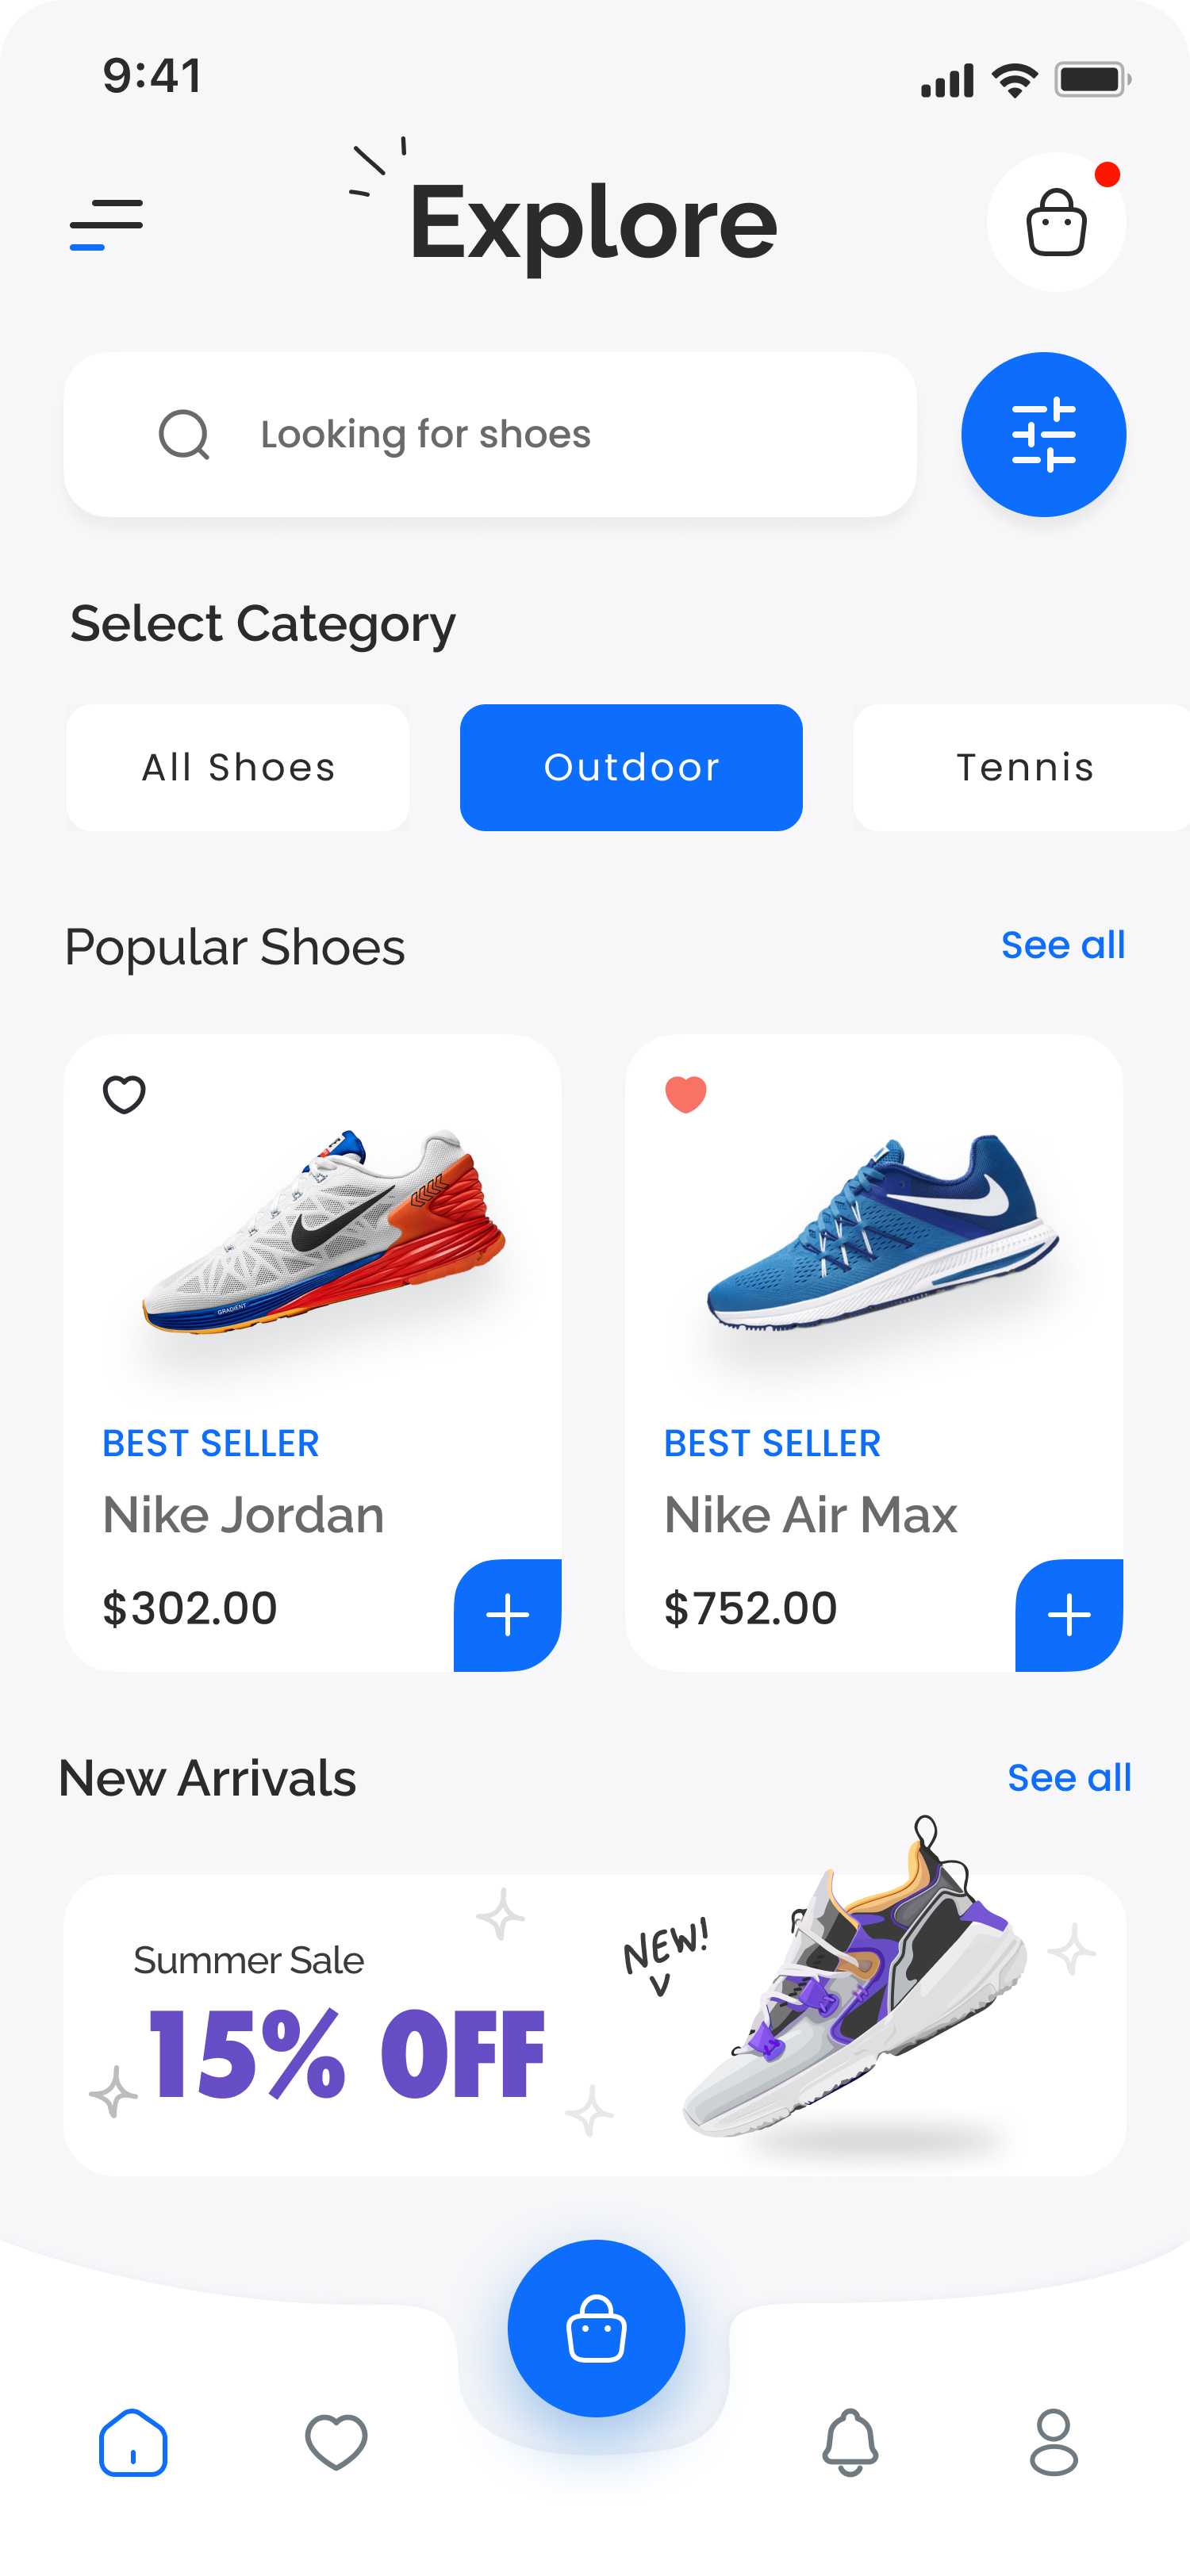 9:41
Explore
Looking for shoes
Select Category
All Shoes
Outdoor
Tennis
Popular Shoes
See all
GRADIENT
BEST SELLER
Nike Jordan
$302.00
BEST SELLER
Nike Air Max
$752.00
New Arrivals
See all
Summer Sale
15% OFF
NEW!